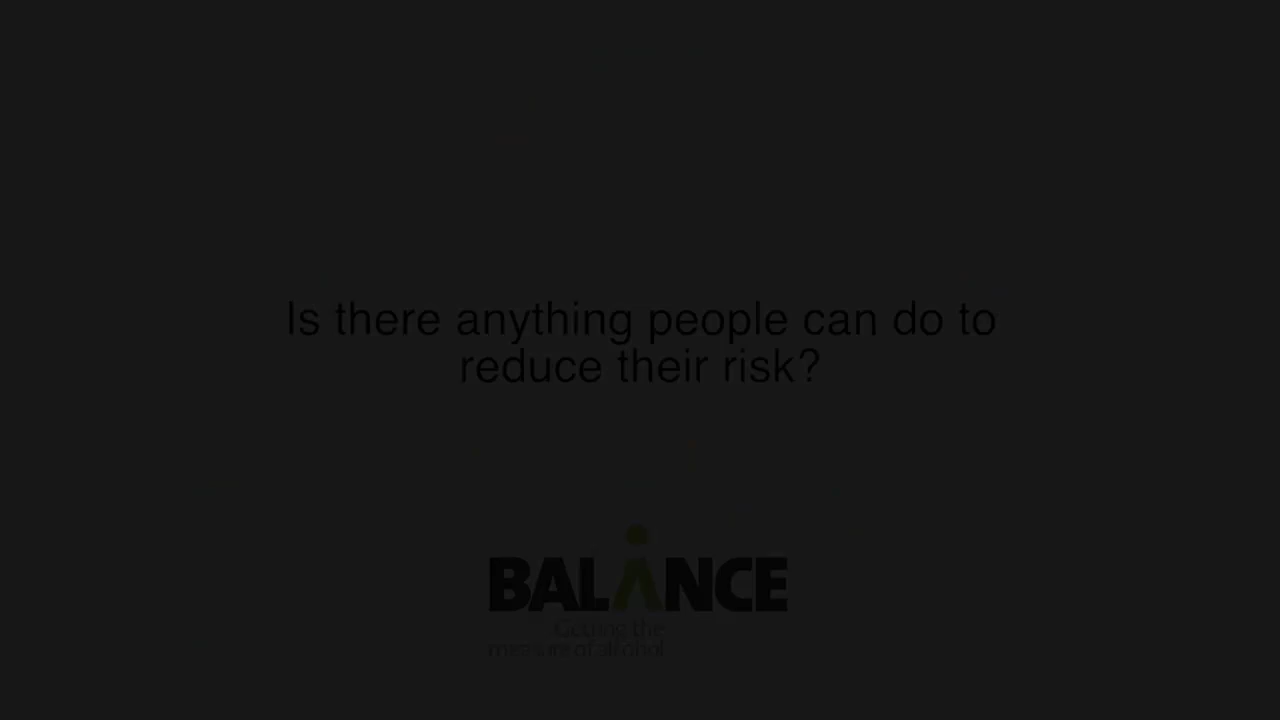 Is there anything people can do to
reduce their risk?
BALANCE
Getting the
measure of alcohol